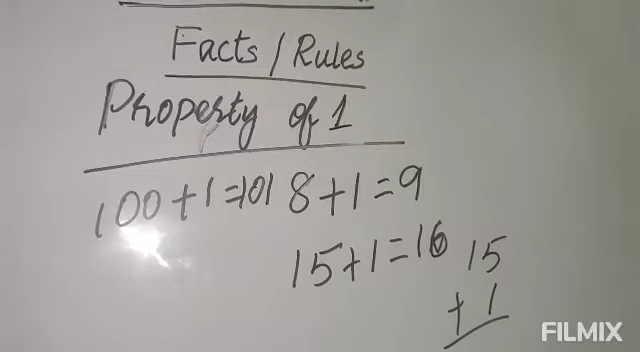 Facts / Rules
Property of 1
100+1=101 8+1=9
15+1=16
15
+ 1
FILMIX